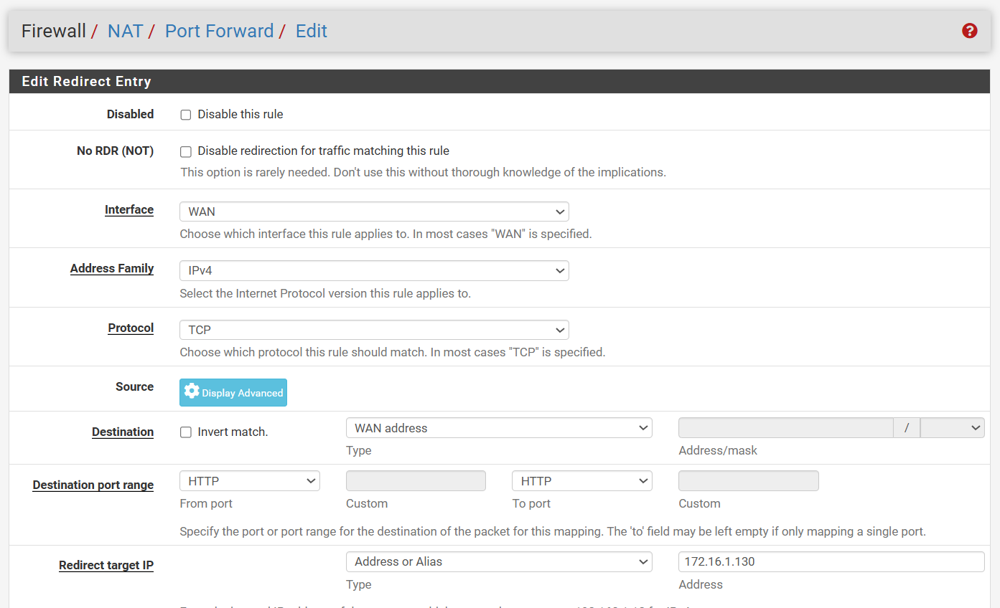 Firewall / NAT / Port Forward / Edit
Edit Redirect Entry
Disabled
Disable this rule
No RDR (NOT)
Disable redirection for traffic matching this rule
This option is rarely needed. Don't use this without thorough knowledge of the implications.
Interface
WAN
Choose which interface this rule applies to. In most cases "WAN" is specified.
Address Family
IPv4
Select the Internet Protocol version this rule applies to.
Protocol
TCP
Choose which protocol this rule should match. In most cases "TCP" is specified.
Source
Display Advanced
Destination
Invert match.
WAN address
/
Type
Address/mask
Destination port range
HTTP
HTTP
From port
Custom
To port
Custom
Specify the port or port range for the destination of the packet for this mapping. The 'to' field may be left empty if only mapping a single port.
Redirect target IP
Address or Alias
172.16.1.130
Type
Address